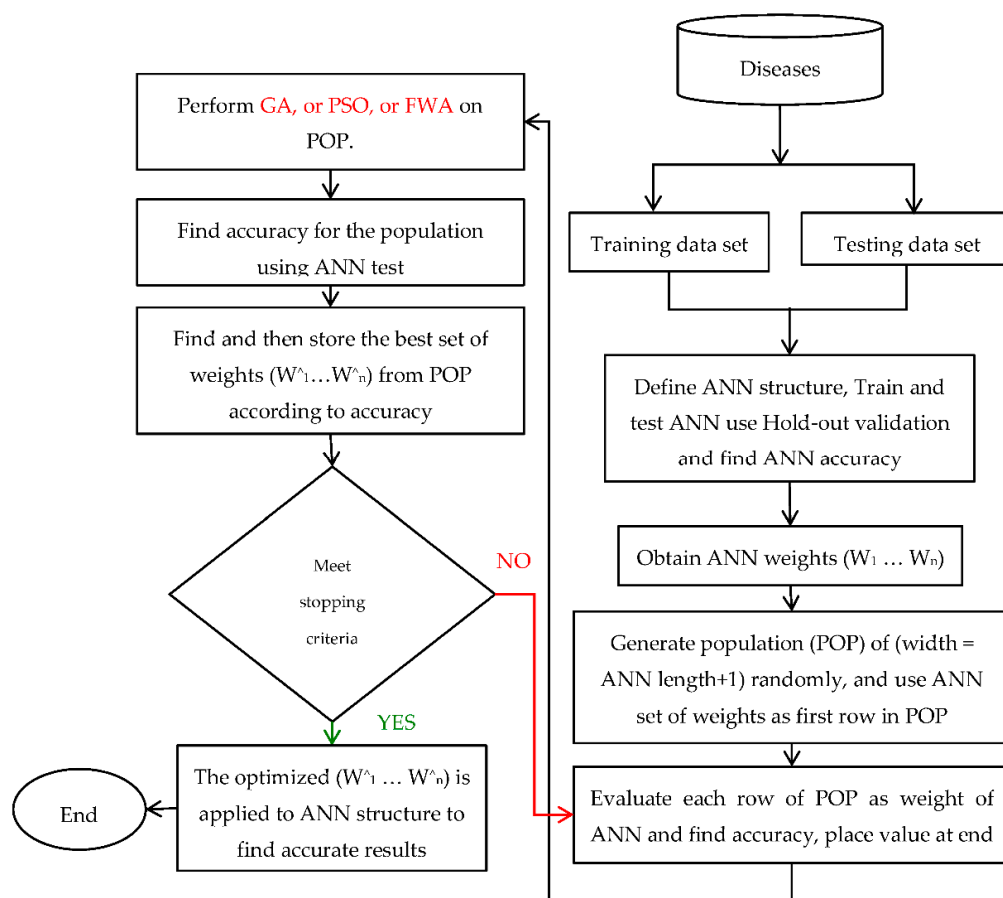 Diseases
Training data set
Testing data set
Define ANN structure, Train and
test ANN use Hold-out validation
and find ANN accuracy
Obtain ANN weights (W₁ … Wₙ)
Generate population (POP) of (width =
ANN length+1) randomly, and use ANN
set of weights as first row in POP
Evaluate each row of POP as weight of
ANN and find accuracy, place value at end
Perform GA, or PSO, or FWA on
POP.
Find accuracy for the population
using ANN test
Find and then store the best set of
weights (W^₁…W^ₙ) from POP
according to accuracy
Meet
stopping
criteria
NO
YES
The optimized (W^₁ … W^ₙ) is
applied to ANN structure to
find accurate results
End